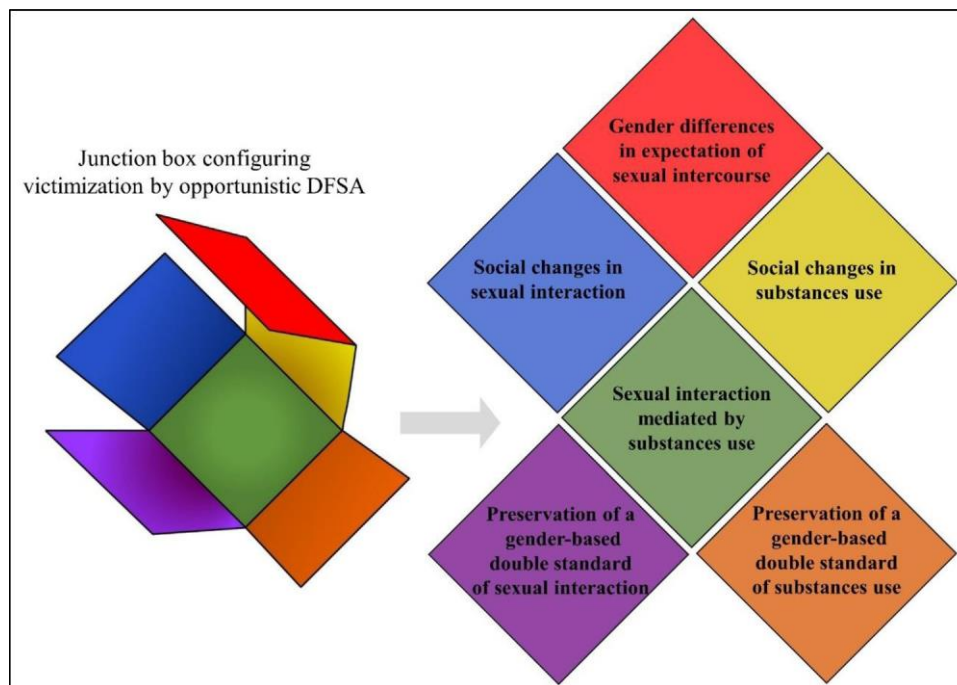 Junction box configuring
victimization by opportunistic DFSA
Gender differences
in expectation of
sexual intercourse
Social changes in
sexual interaction
Social changes in
substances use
Sexual interaction
mediated by
substances use
Preservation of a
gender-based
double standard
of sexual interaction
Preservation of a
gender-based
double standard
of substances use